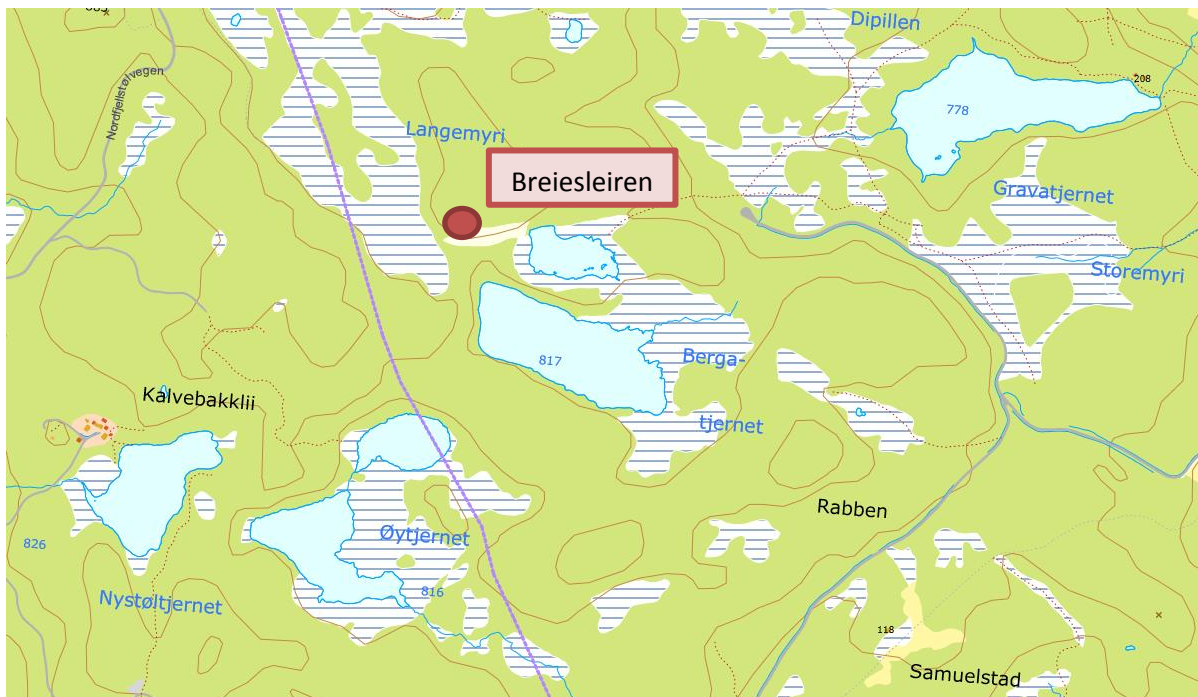 Dipillen
Nordfjellstølvegen
208
778
Langemyri
Breiesleiren
Gravatjernet
Storemyri
817
Berga-
tjernet
Kalvebakklii
Rabben
Øytjernet
826
816
Nystøltjernet
118
Samuelstad